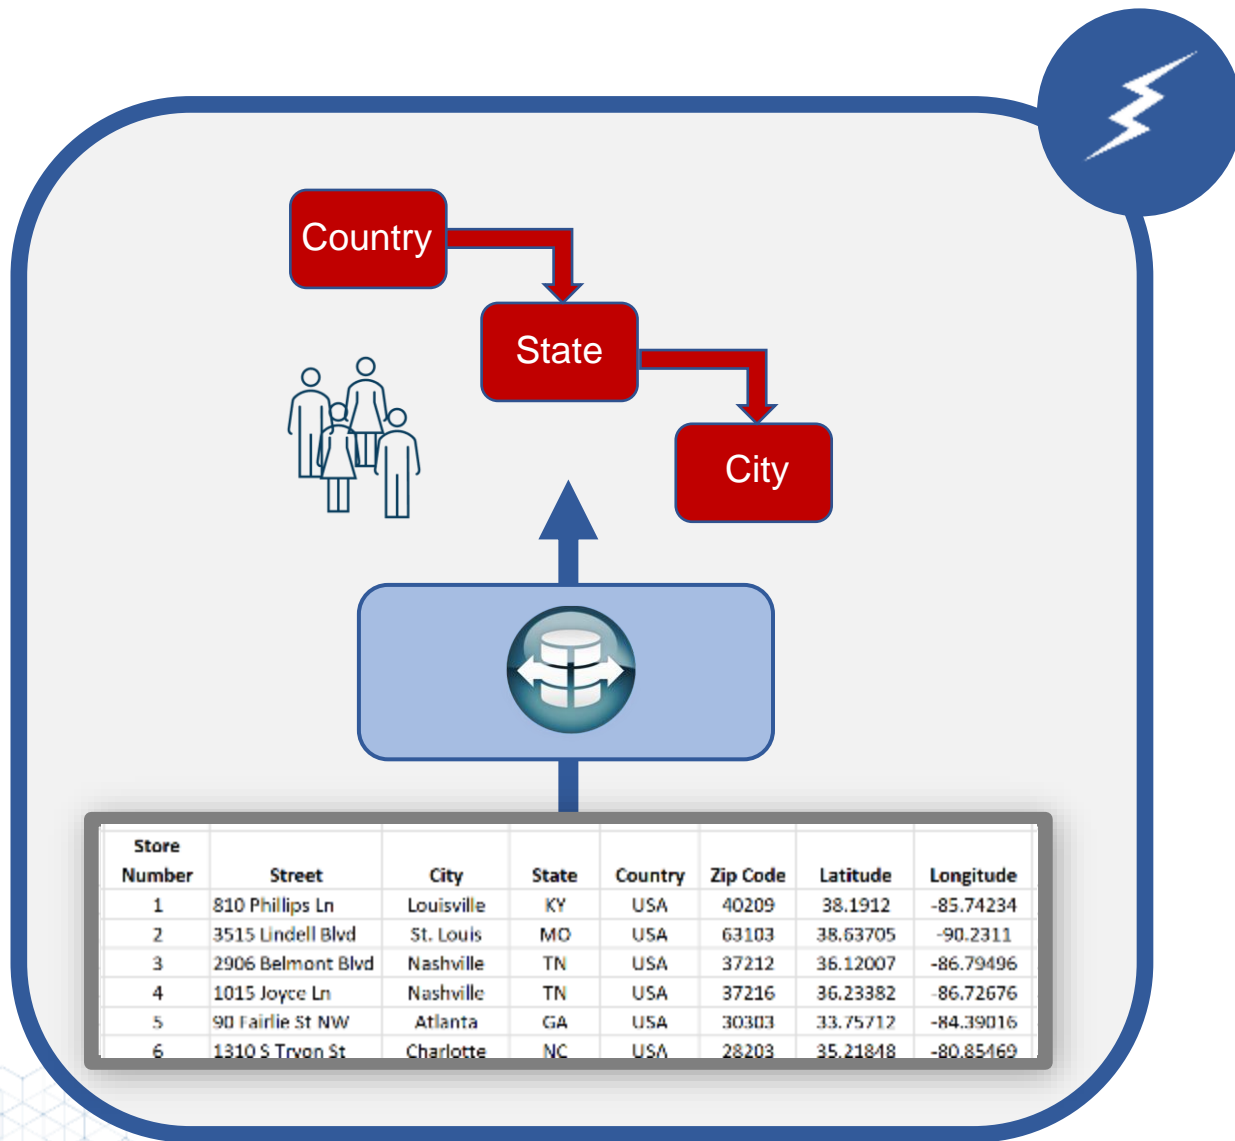 Country
State
City
Store
Number Street City State Country Zip Code Latitude Longitude
1 810 Phillips Ln Louisville KY USA 40209 38.1912 -85.74234
2 3515 Lindell Blvd St. Louis MO USA 63103 38.63705 -90.2311
3 2906 Belmont Blvd Nashville TN USA 37212 36.12007 -86.79496
4 1015 Joyce Ln Nashville TN USA 37216 36.23382 -86.72676
5 90 Fairlie St NW Atlanta GA USA 30303 33.75712 -84.39016
6 1310 S Tryon St Charlotte NC USA 28203 35.21848 -80.85469